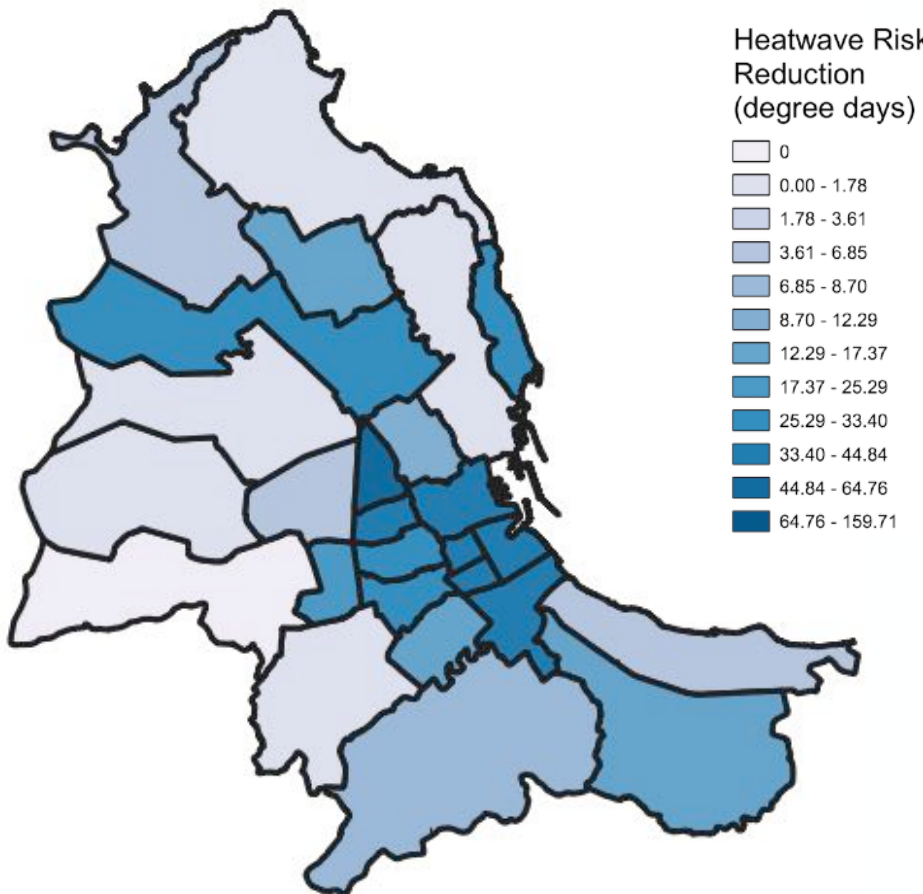 Heatwave Risk
Reduction
(degree days)
0
0.00 - 1.78
1.78 - 3.61
3.61 - 6.85
6.85 - 8.70
8.70 - 12.29
12.29 - 17.37
17.37 - 25.29
25.29 - 33.40
33.40 - 44.84
44.84 - 64.76
64.76 - 159.71